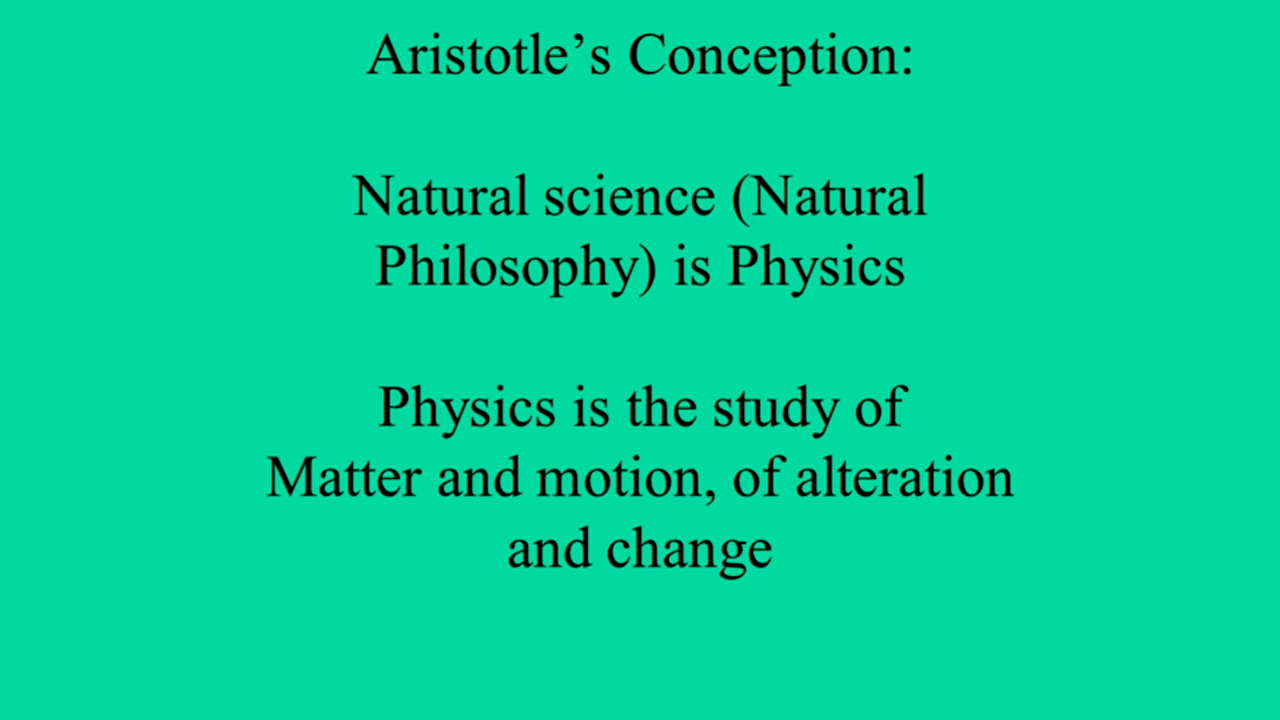 Aristotle’s Conception:
Natural science (Natural
Philosophy) is Physics
Physics is the study of
Matter and motion, of alteration
and change